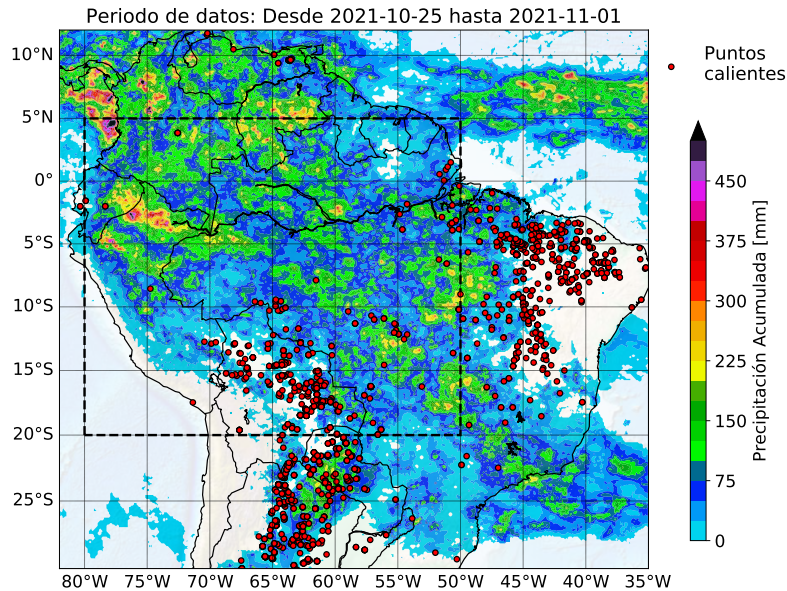 Periodo de datos: Desde 2021-10-25 hasta 2021-11-01
Puntos
calientes
10°N
5°N
0°
5°S
10°S
15°S
20°S
25°S
80°W 75°W 70°W 65°W 60°W 55°W 50°W 45°W 40°W 35°W
450
375
300
225
150
75
0
Precipitación Acumulada [mm]